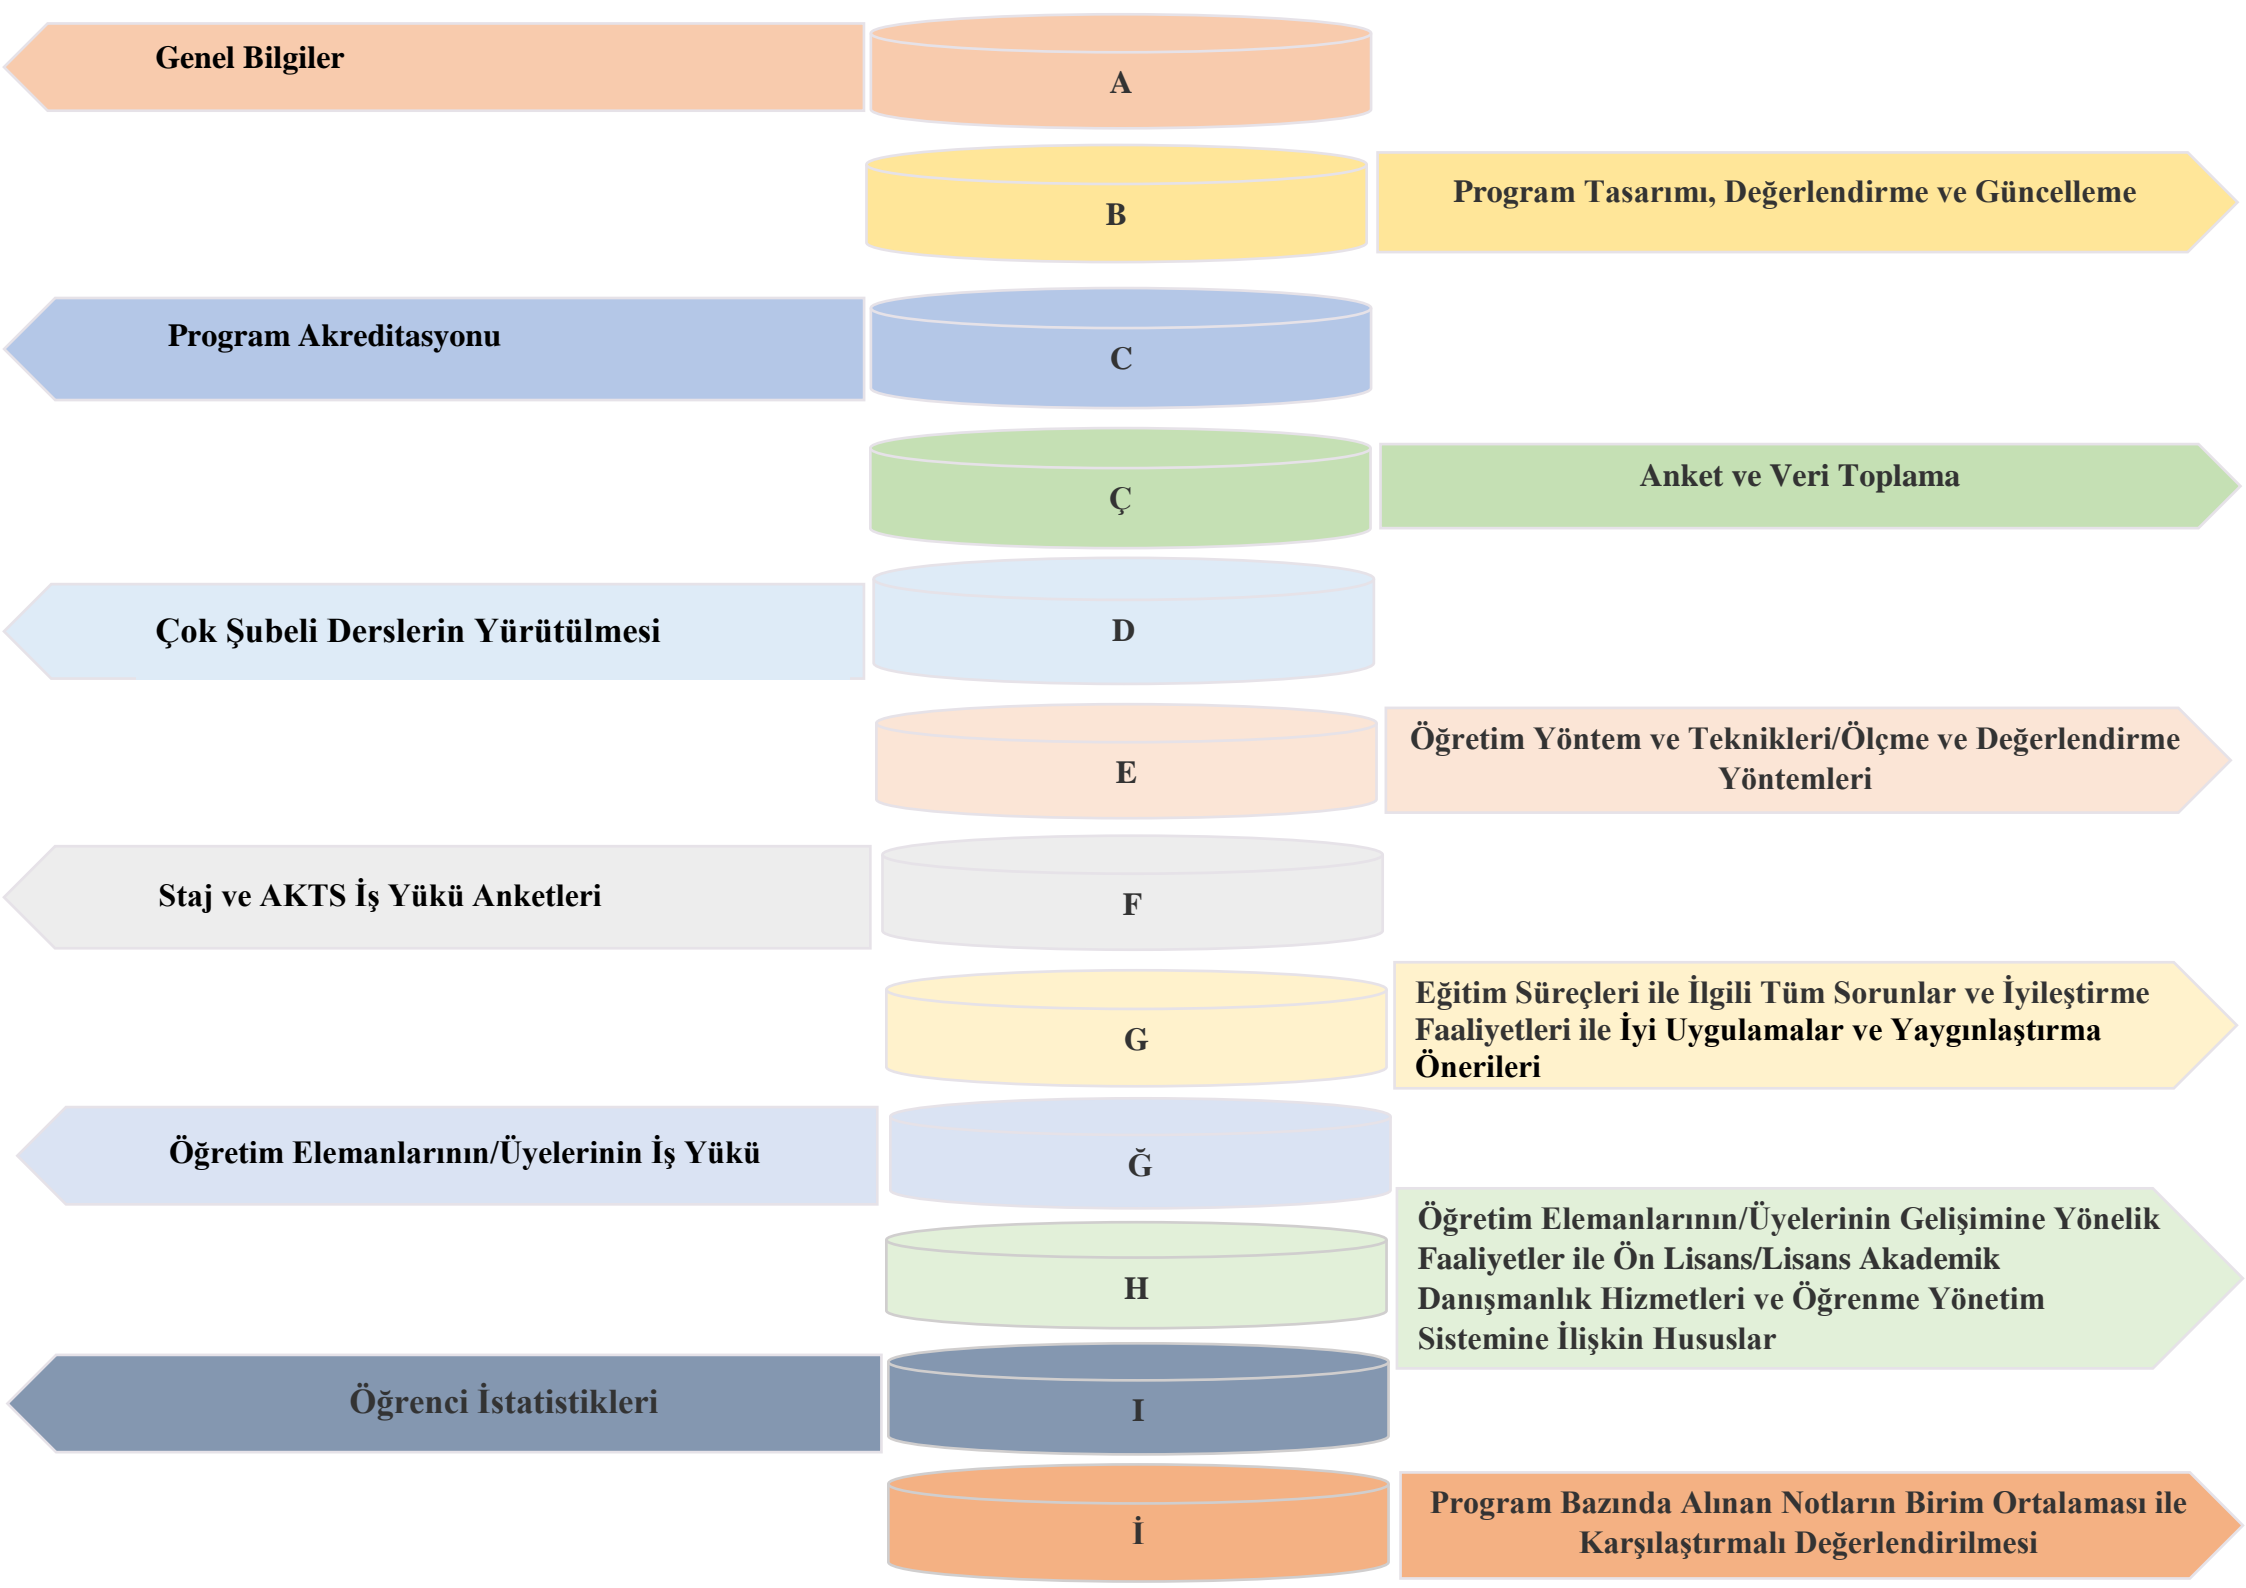 Genel Bilgiler
A
B
Program Tasarımı, Değerlendirme ve Güncelleme
Program Akreditasyonu
C
Ç
Anket ve Veri Toplama
Çok Şubeli Derslerin Yürütülmesi
D
E
Öğretim Yöntem ve Teknikleri/Ölçme ve Değerlendirme
Yöntemleri
Staj ve AKTS İş Yükü Anketleri
F
G
Eğitim Süreçleri ile İlgili Tüm Sorunlar ve İyileştirme
Faaliyetleri ile İyi Uygulamalar ve Yaygınlaştırma
Önerileri
Öğretim Elemanlarının/Üyelerinin İş Yükü
Ğ
H
Öğretim Elemanlarının/Üyelerinin Gelişimine Yönelik
Faaliyetler ile Ön Lisans/Lisans Akademik
Danışmanlık Hizmetleri ve Öğrenme Yönetim
Sistemine İlişkin Hususlar
Öğrenci İstatistikleri
I
İ
Program Bazında Alınan Notların Birim Ortalaması ile
Karşılaştırmalı Değerlendirilmesi